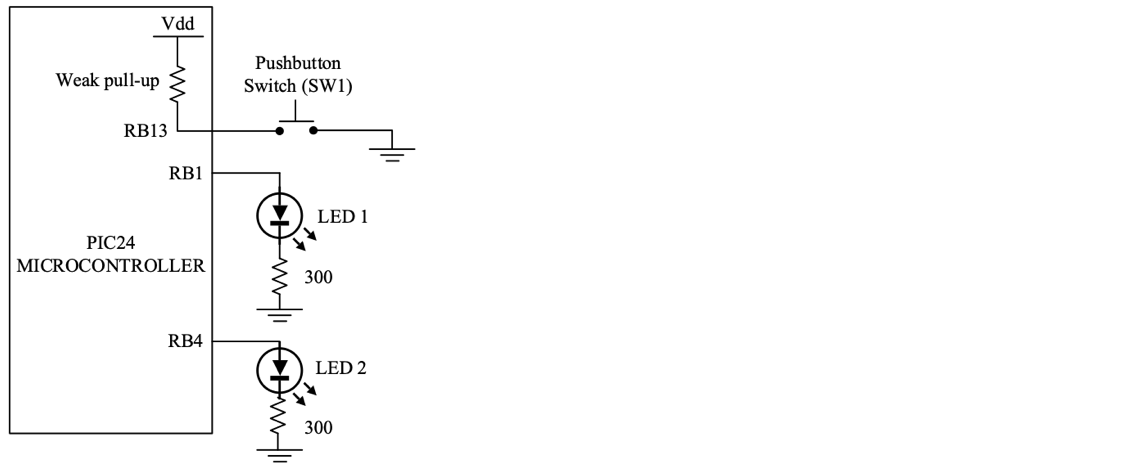 Vdd
Weak pull-up
Pushbutton
Switch (SW1)
RB13
RB1
LED 1
PIC24
MICROCONTROLLER
300
RB4
LED 2
300